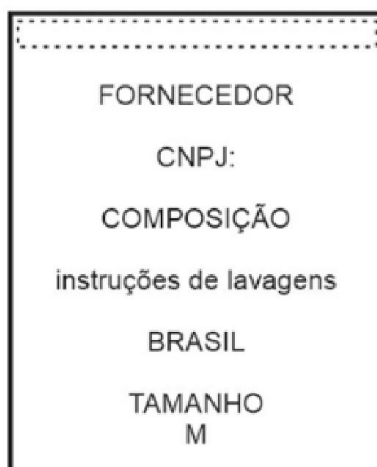 FORNECEDOR
CNPJ:
COMPOSIÇÃO
instruções de lavagens
BRASIL
TAMANHO
M